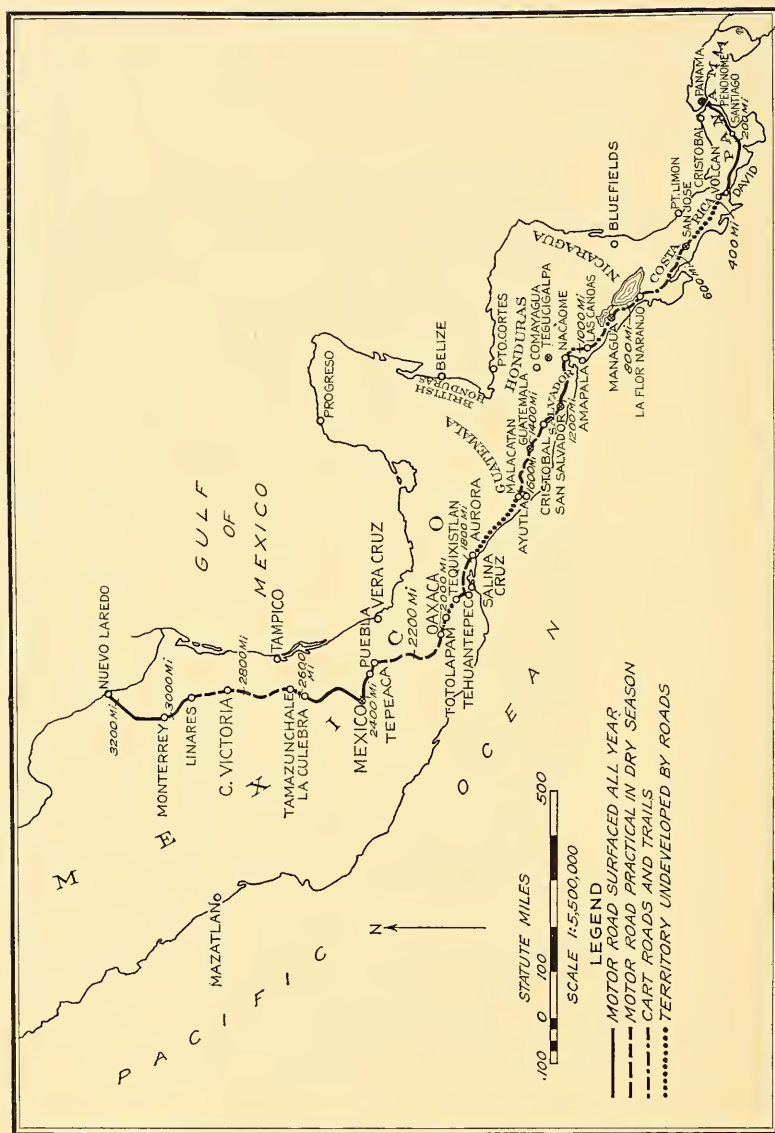 NUEVO LAREDO
3200 MI
MONTERREY
3000 MI
LINARES
C. VICTORIA
2800 MI
TAMAZUNCHALE
LA CULEBRA
2600
MI
TAMPICO
GULF
OF
MEXICO
MEXICO
MEXICO
2400 MI
PUEBLA
TEPEACA
VERA CRUZ
2200 MI
OAXACA
2000 MI
TOTOLAPAM
TEQUIXISTLAN
TEHUANTEPEC
1800 MI
AURORA
SALINA
CRUZ
PROGRESO
BELIZE
BRITISH
HONDURAS
GUATEMALA
AYUTLA
MALACATAN
1600 MI
GUATEMALA
1400 MI
CRISTOBAL
SALVADOR
SAN SALVADOR
1200 MI
PTO. CORTES
HONDURAS
COMAYAGUA
TEGUCIGALPA
NACAOME
AMAPALA
1000 MI
LAS CANOAS
NICARAGUA
BLUEFIELDS
MANAGUA
800 MI
LA FLOR NARANJO
COSTA RICA
PT. LIMON
SAN JOSE
600 MI
VOLCAN
400 MI
DAVID
CRISTOBAL
PANAMA
PANAMA
PENONOME
SANTIAGO
200 MI
MAZATLAN
PACIFIC
OCEAN
N
STATUTE MILES
100 0 100 500
SCALE 1:5,500,000
LEGEND
MOTOR ROAD SURFACED ALL YEAR
MOTOR ROAD PRACTICAL IN DRY SEASON
CART ROADS AND TRAILS
TERRITORY UNDEVELOPED BY ROADS